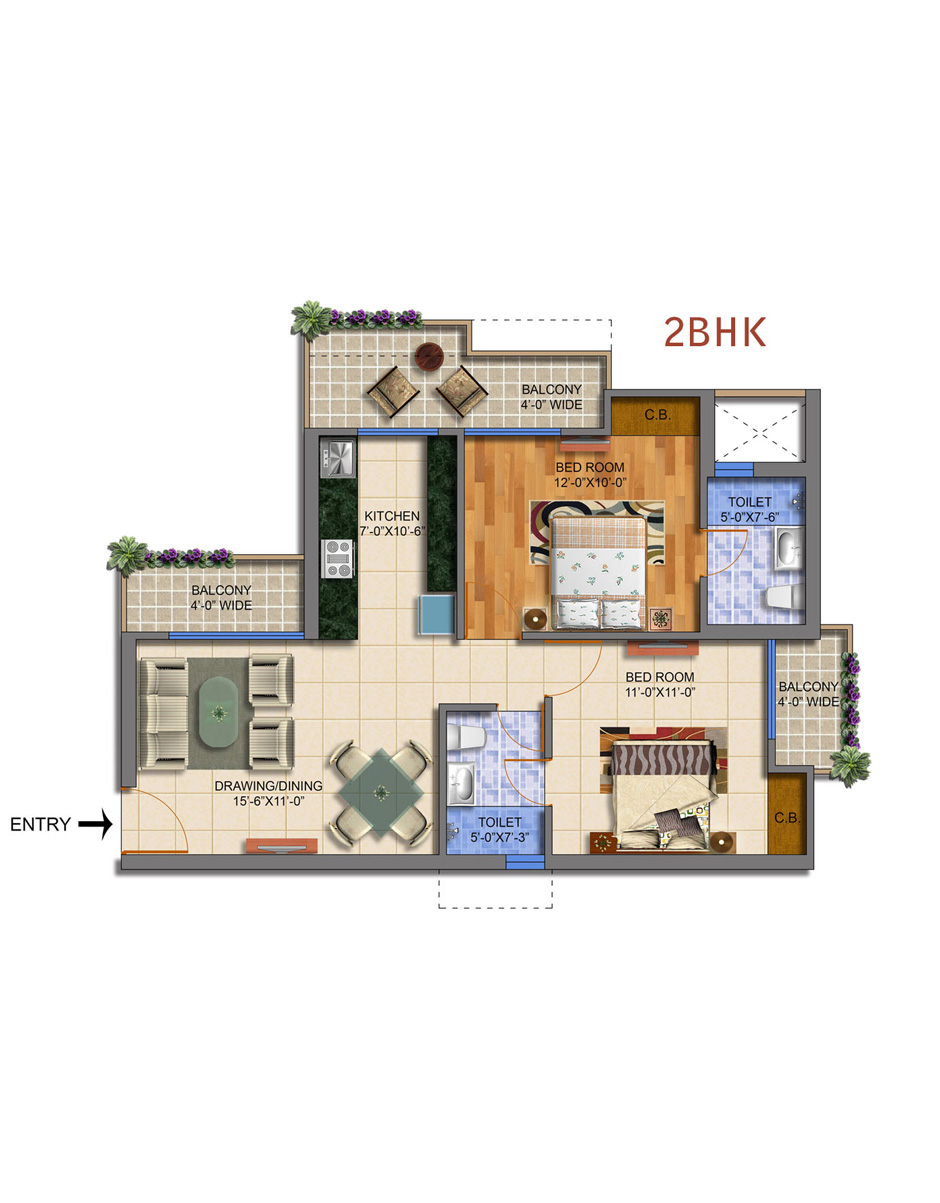 2BHK
BALCONY
4'-0" WIDE
C.B.
BED ROOM
12'-0"X10'-0"
TOILET
5'-0"X7'-6"
KITCHEN
7'-0"X10'-6"
BALCONY
4'-0" WIDE
BED ROOM
11'-0"X11'-0"
BALCONY
4'-0" WIDE
DRAWING/DINING
15'-6"X11'-0"
ENTRY
TOILET
5'-0"X7'-3"
C.B.